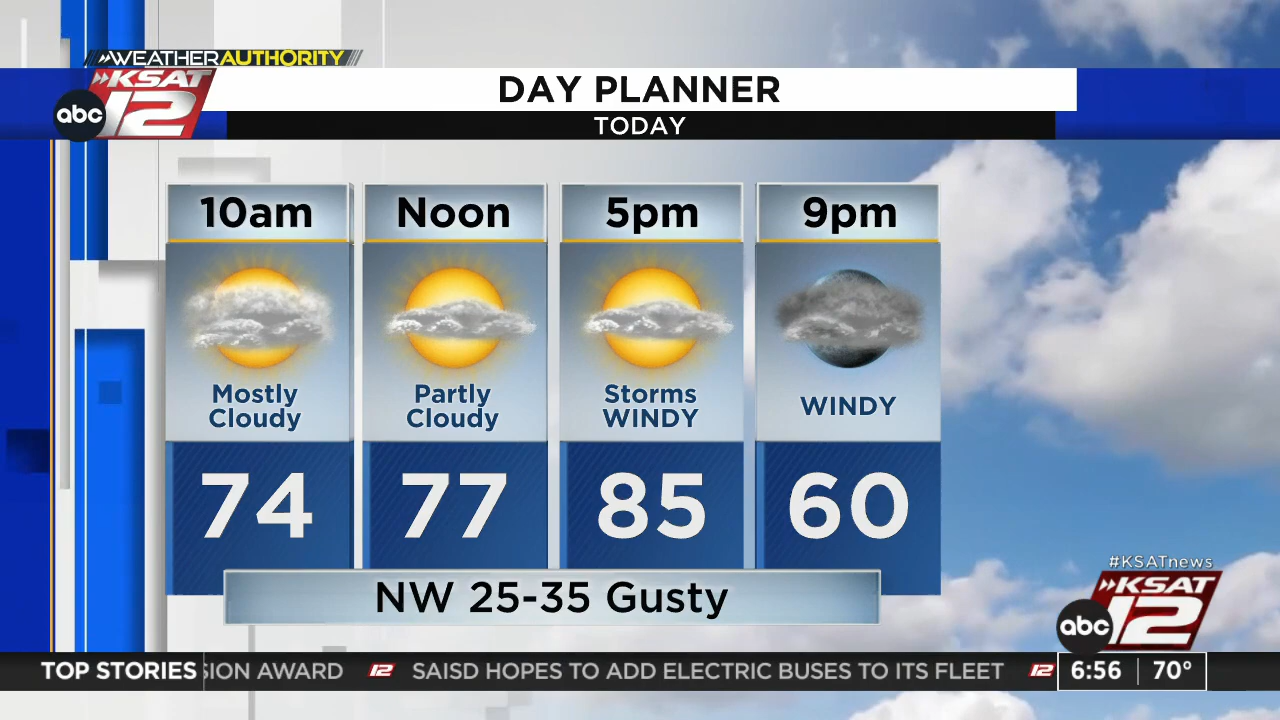 WEATHERAUTHORITY
KSAT
abc 12
DAY PLANNER
TODAY
10am Noon 5pm 9pm
Mostly Cloudy
Partly Cloudy
Storms WINDY
WINDY
74 77 85 60
NW 25-35 Gusty
#KSATnews
KSAT
abc 12
TOP STORIES SION AWARD 12 SAISD HOPES TO ADD ELECTRIC BUSES TO ITS FLEET 12 6:56 70°